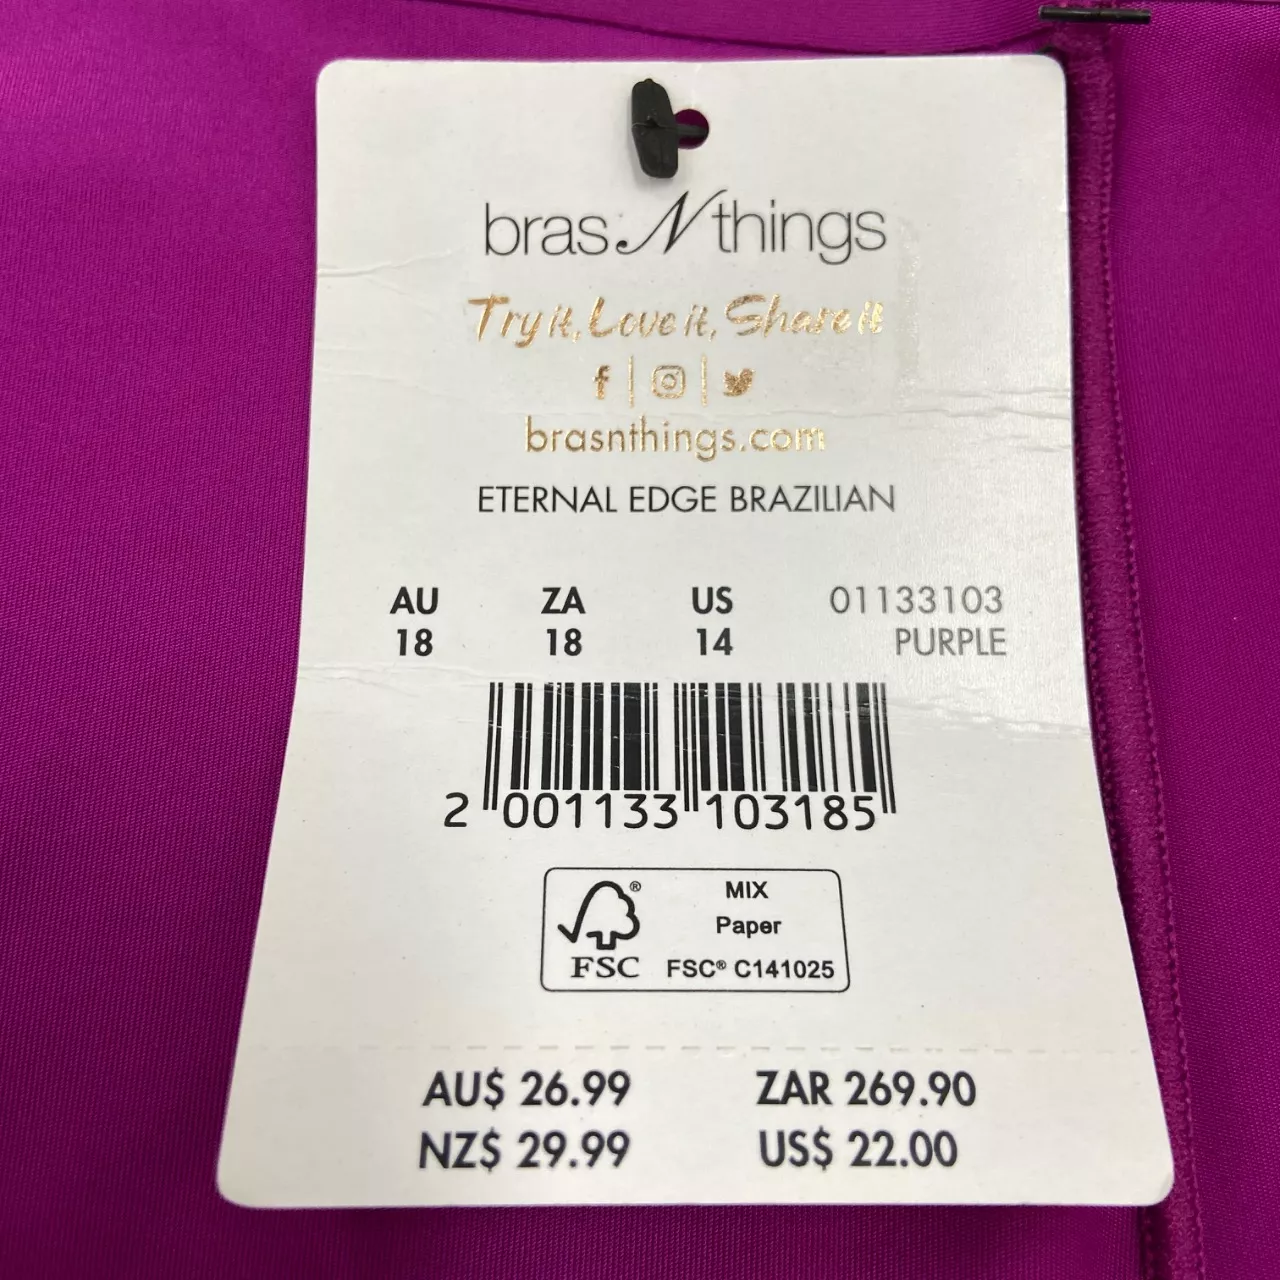 bras N things
Try it, Love it, Share it
brasnthings.com
ETERNAL EDGE BRAZILIAN
AU ZA US 01133103
18 18 14 PURPLE
2 001133 103185
MIX
Paper
FSC® C141025
®
FSC
AU$ 26.99 ZAR 269.90
NZ$ 29.99 US$ 22.00